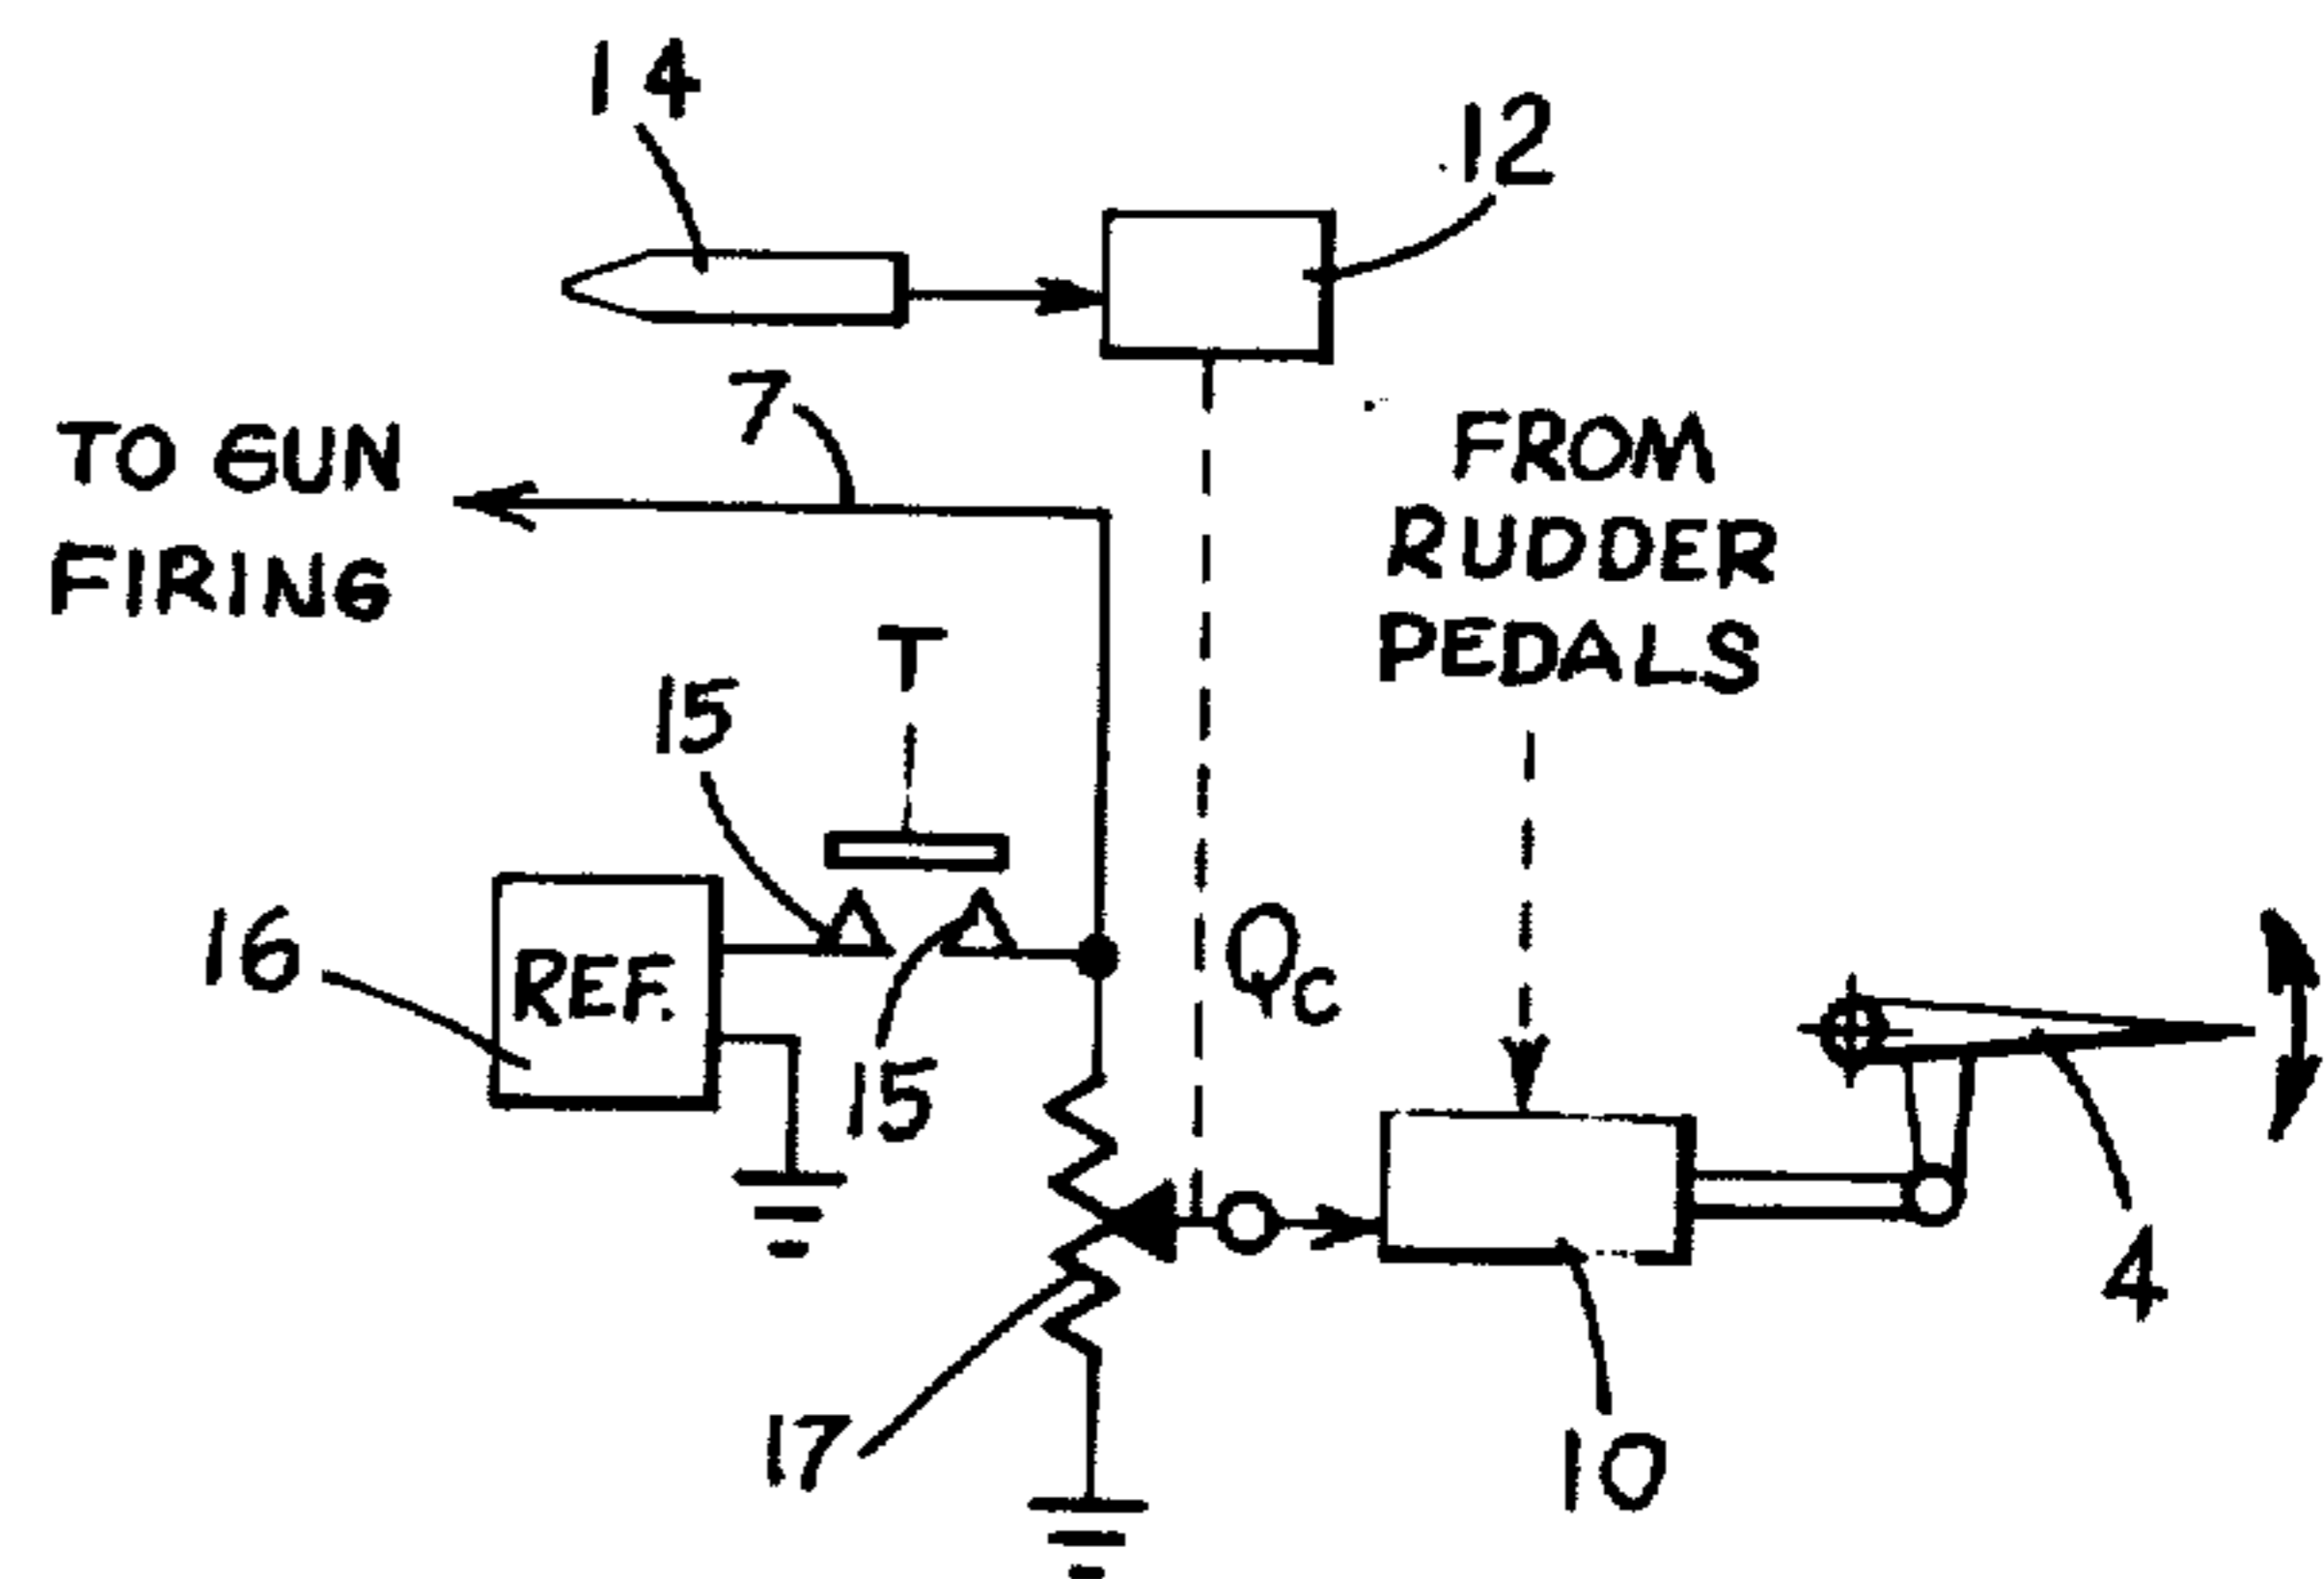 14
12
7
TO GUN
FIRING
FROM
RUDDER
PEDALS
T
15
16
REF.
QC
15
4
17
10